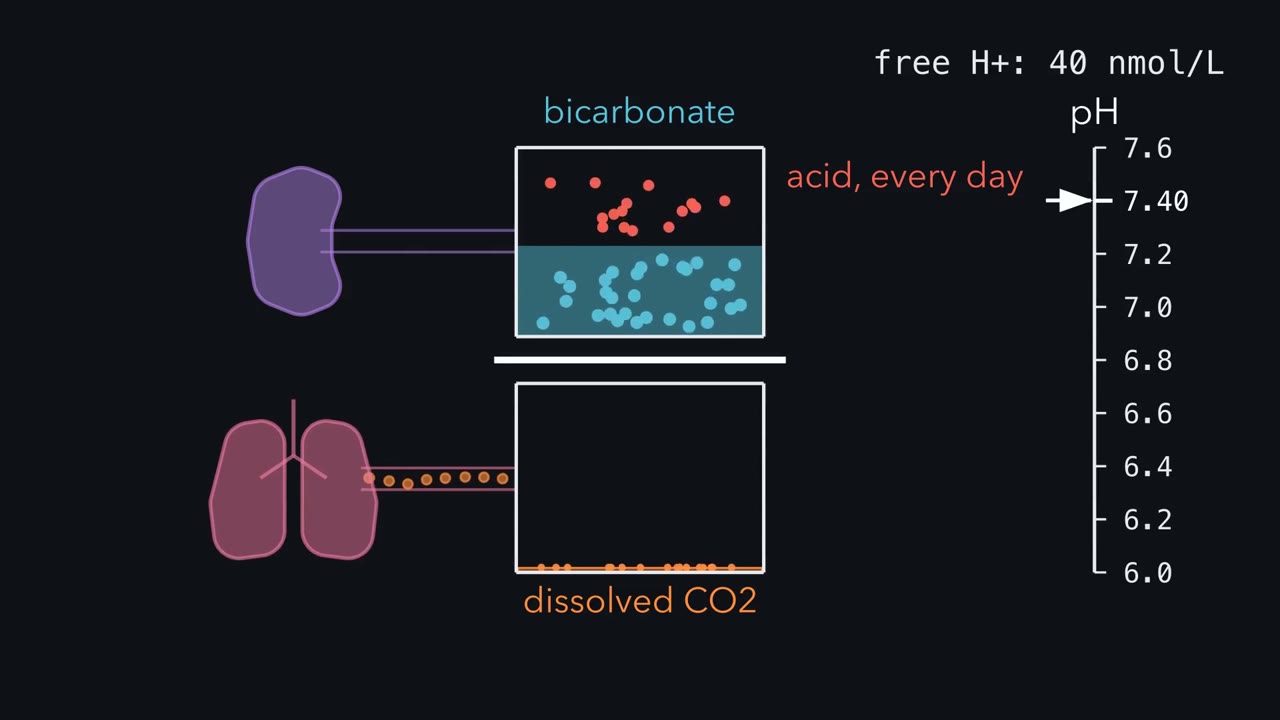 free H+: 40 nmol/L
bicarbonate
pH
acid, every day
7.6
7.40
7.2
7.0
6.8
6.6
6.4
6.2
6.0
dissolved CO2